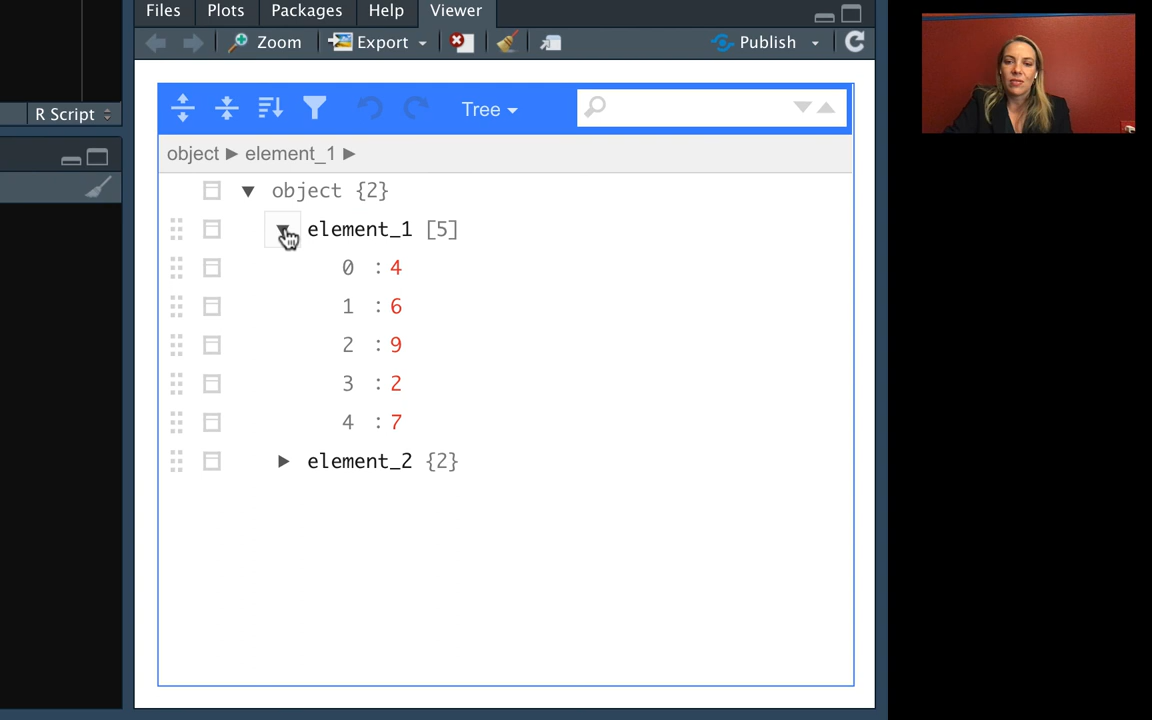 Files Plots Packages Help Viewer
Zoom Export Publish
R Script
Tree
object ▶ element_1 ▶
object {2}
element_1 [5]
0 : 4
1 : 6
2 : 9
3 : 2
4 : 7
element_2 {2}